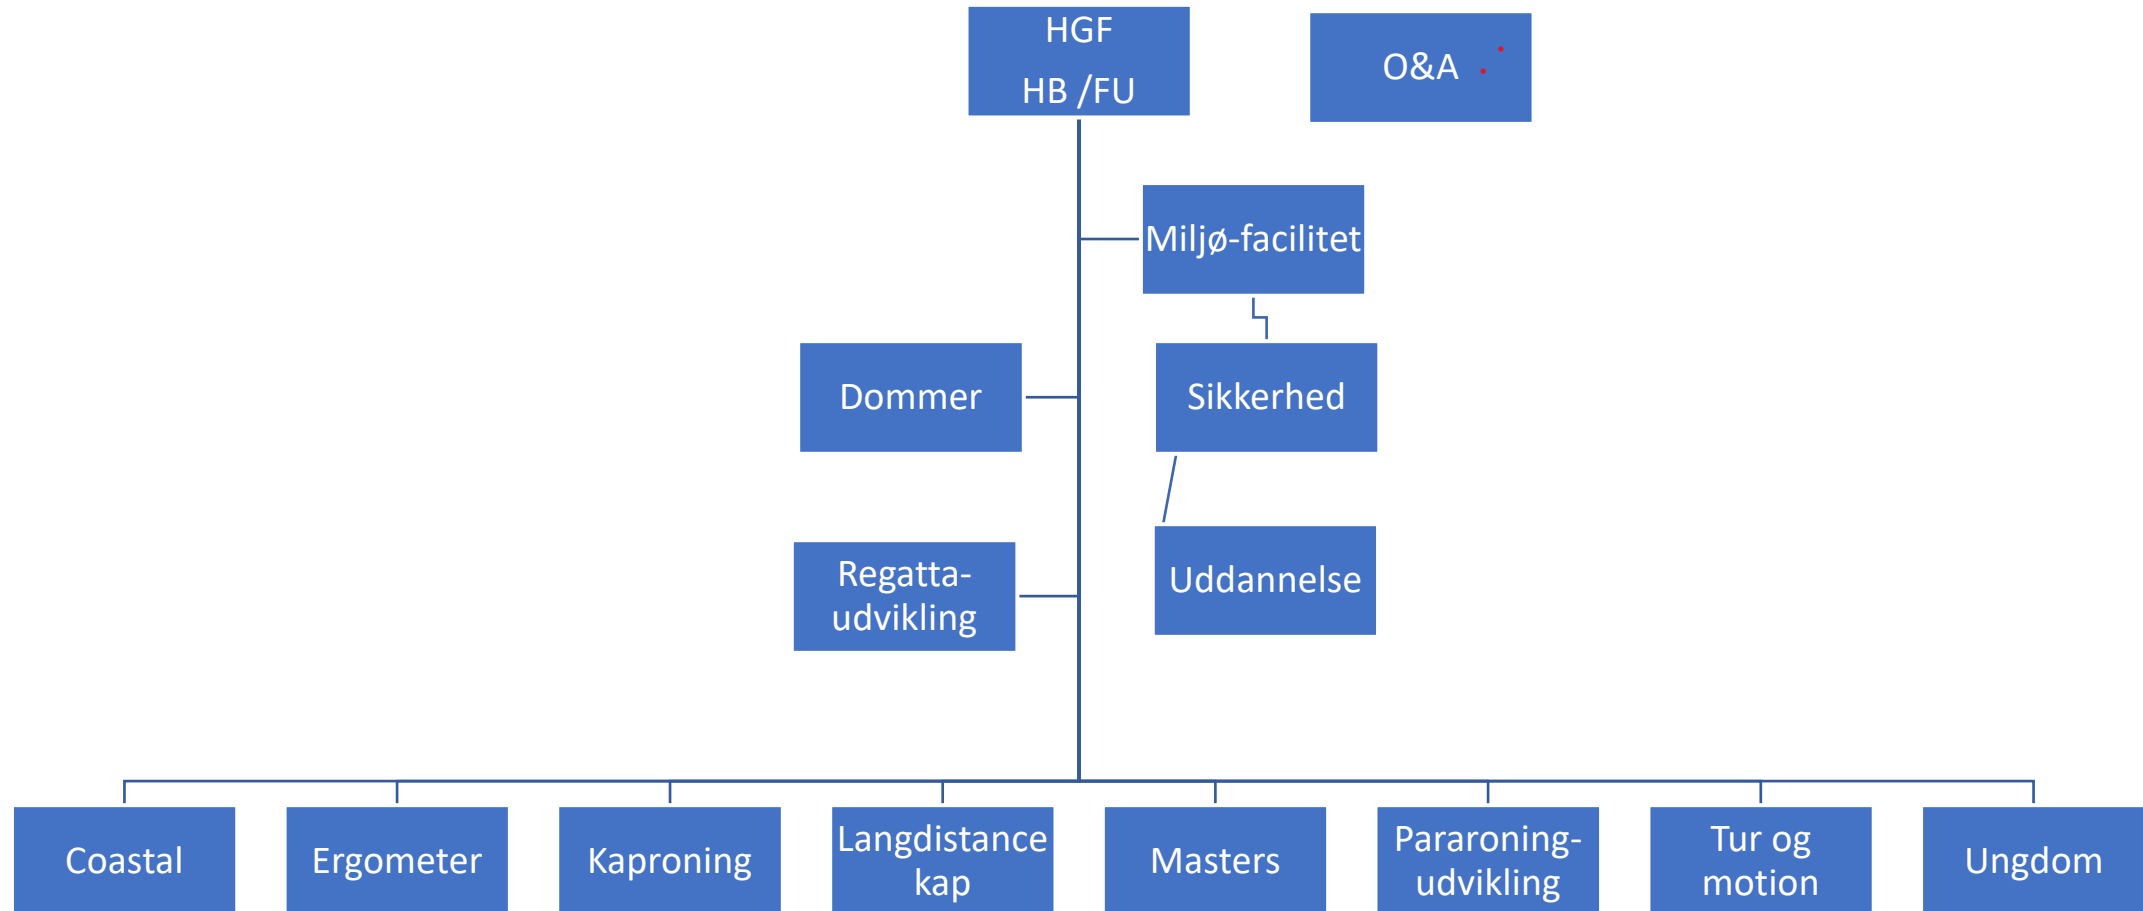 HGF
HB /FU
O&A
Miljø-facilitet
Dommer
Sikkerhed
Regatta-
udvikling
Uddannelse
Coastal
Ergometer
Kaproning
Langdistance
kap
Masters
Pararoning-
udvikling
Tur og
motion
Ungdom